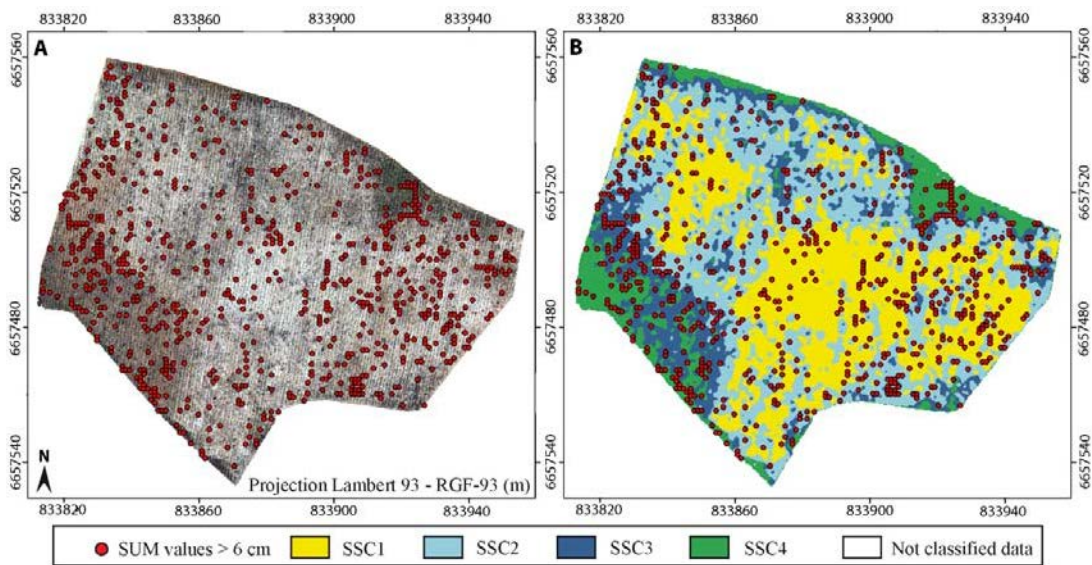 833820 833860 833900 833940 833820 833860 833900 833940
A
B
6657560
6657520
6657480
6657540
6657560
6657520
6657480
6657540
6657560
6657520
6657480
6657540
N
Projection Lambert 93 - RGF-93 (m)
833820 833860 833900 833940 833820 833860 833900 833940
SUM values > 6 cm SSC1 SSC2 SSC3 SSC4 Not classified data